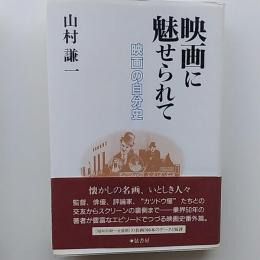 映画に
魅せられて
映画の自分史
山村謙一
懐かしの名画、いとしき人々
監督、俳優、評論家、“カツドウ屋”たちとの
交友からスクリーンの裏側まで――業界50年の
著者が豊富なエピソードでつづる映画史番外篇。